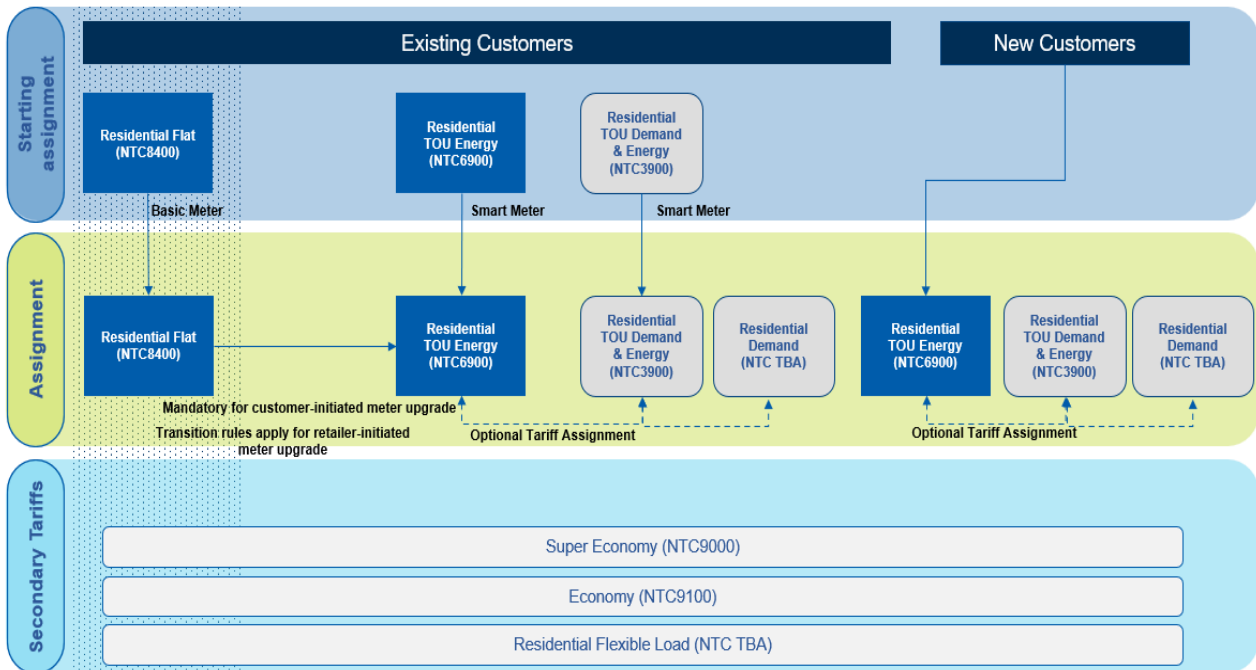 Starting
assignment
Existing Customers
New Customers
Residential Flat
(NTC8400)
Residential
TOU Energy
(NTC6900)
Residential
TOU Demand
& Energy
(NTC3900)
Basic Meter
Smart Meter
Smart Meter
Assignment
Residential Flat
(NTC8400)
Residential
TOU Energy
(NTC6900)
Residential
TOU Demand
& Energy
(NTC3900)
Residential
Demand
(NTC TBA)
Residential
TOU Energy
(NTC6900)
Residential
TOU Demand
& Energy
(NTC3900)
Residential
Demand
(NTC TBA)
Mandatory for customer-initiated meter upgrade
Transition rules apply for retailer-initiated
meter upgrade
Optional Tariff Assignment
Optional Tariff Assignment
Secondary Tariffs
Super Economy (NTC9000)
Economy (NTC9100)
Residential Flexible Load (NTC TBA)